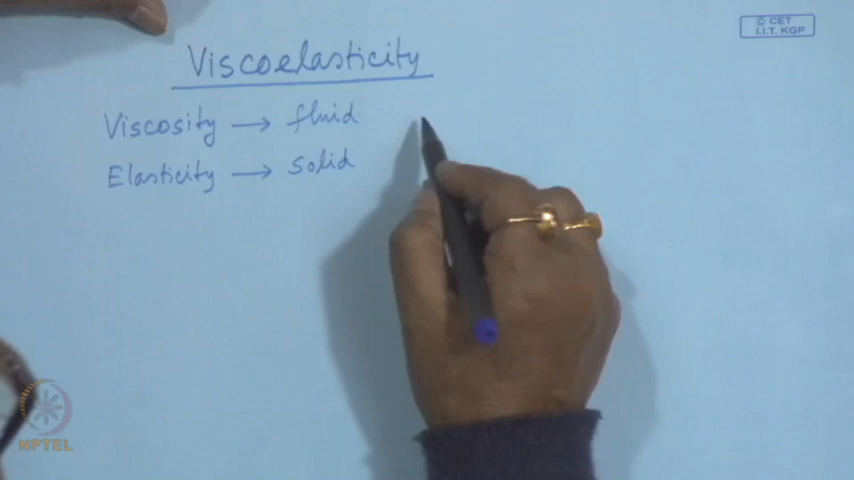 © CET
I.I.T. KGP
Viscoelasticity
Viscosity → fluid
Elasticity → solid
NPTEL